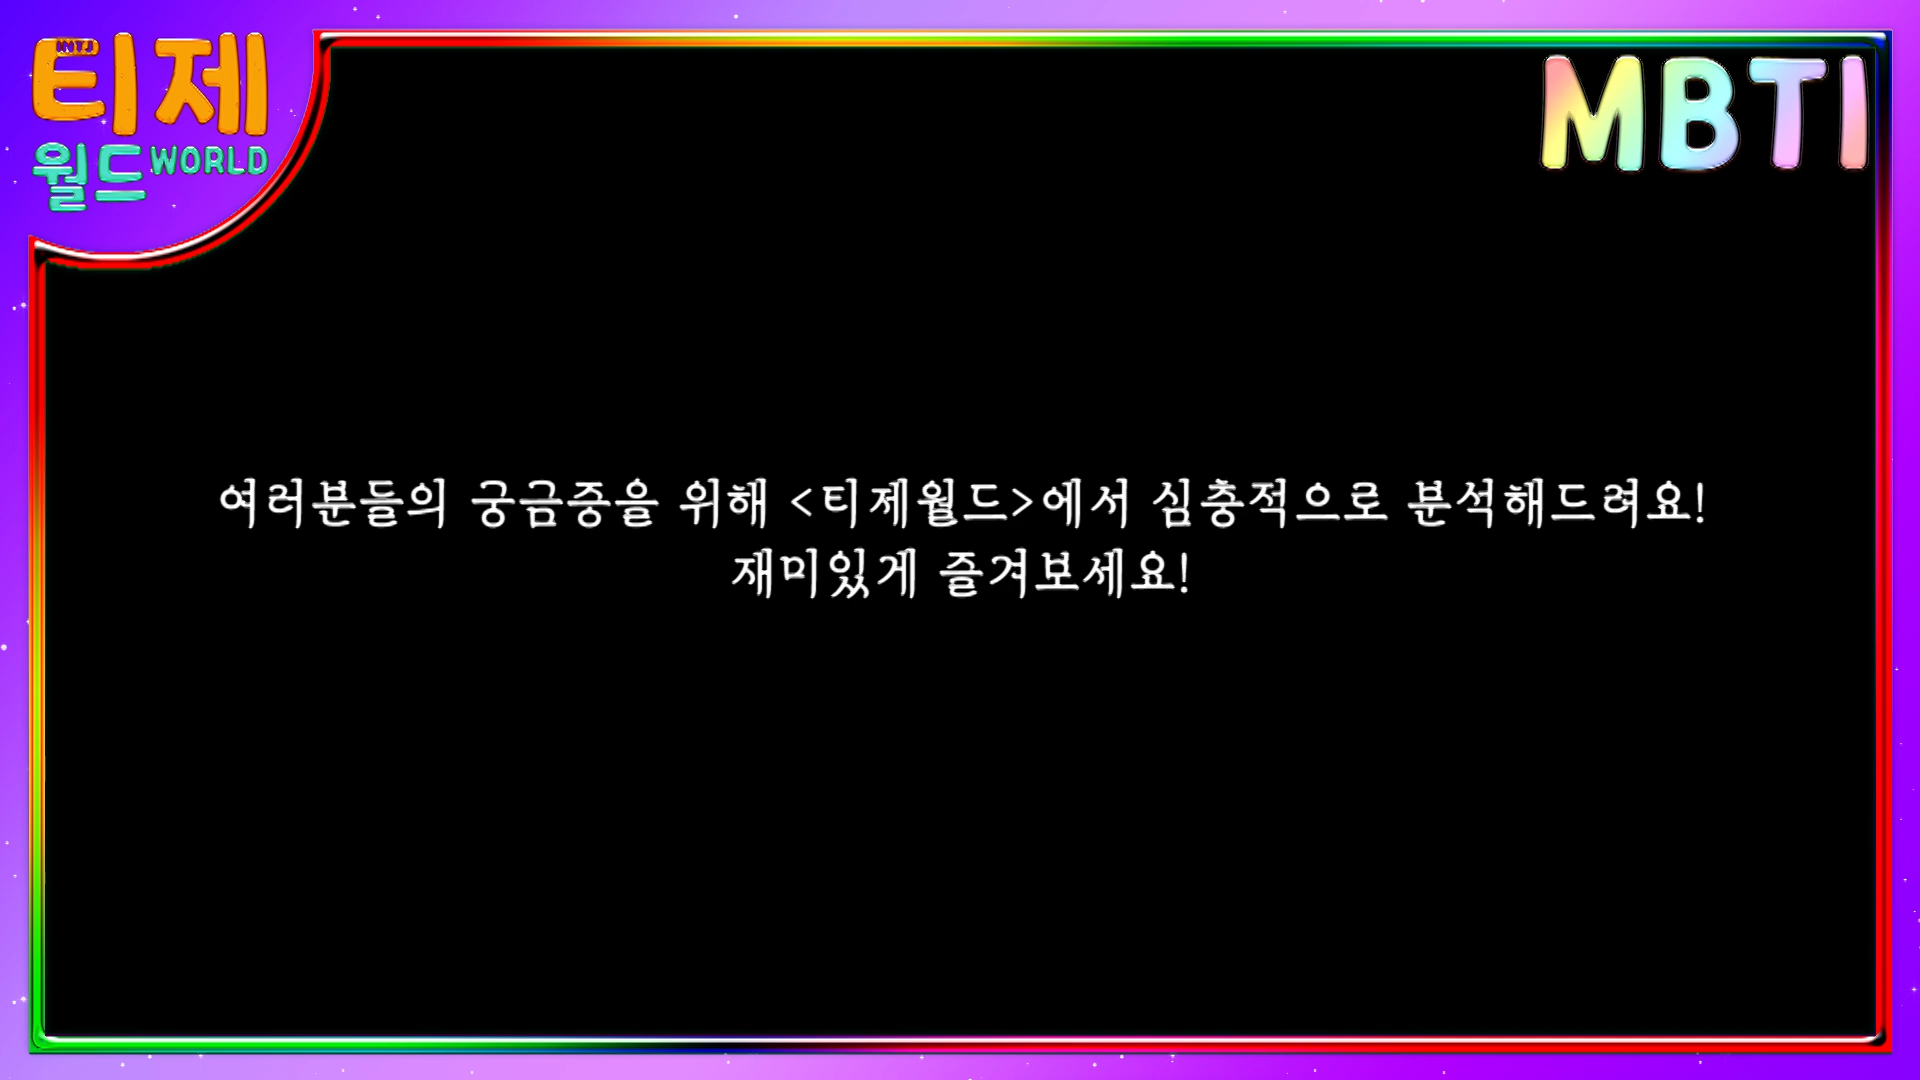 INTJ
티제
월드 WORLD
MBTI
여러분들의 궁금중을 위해 <티제월드>에서 심충적으로 분석해드려요!
재미있게 즐겨보세요!